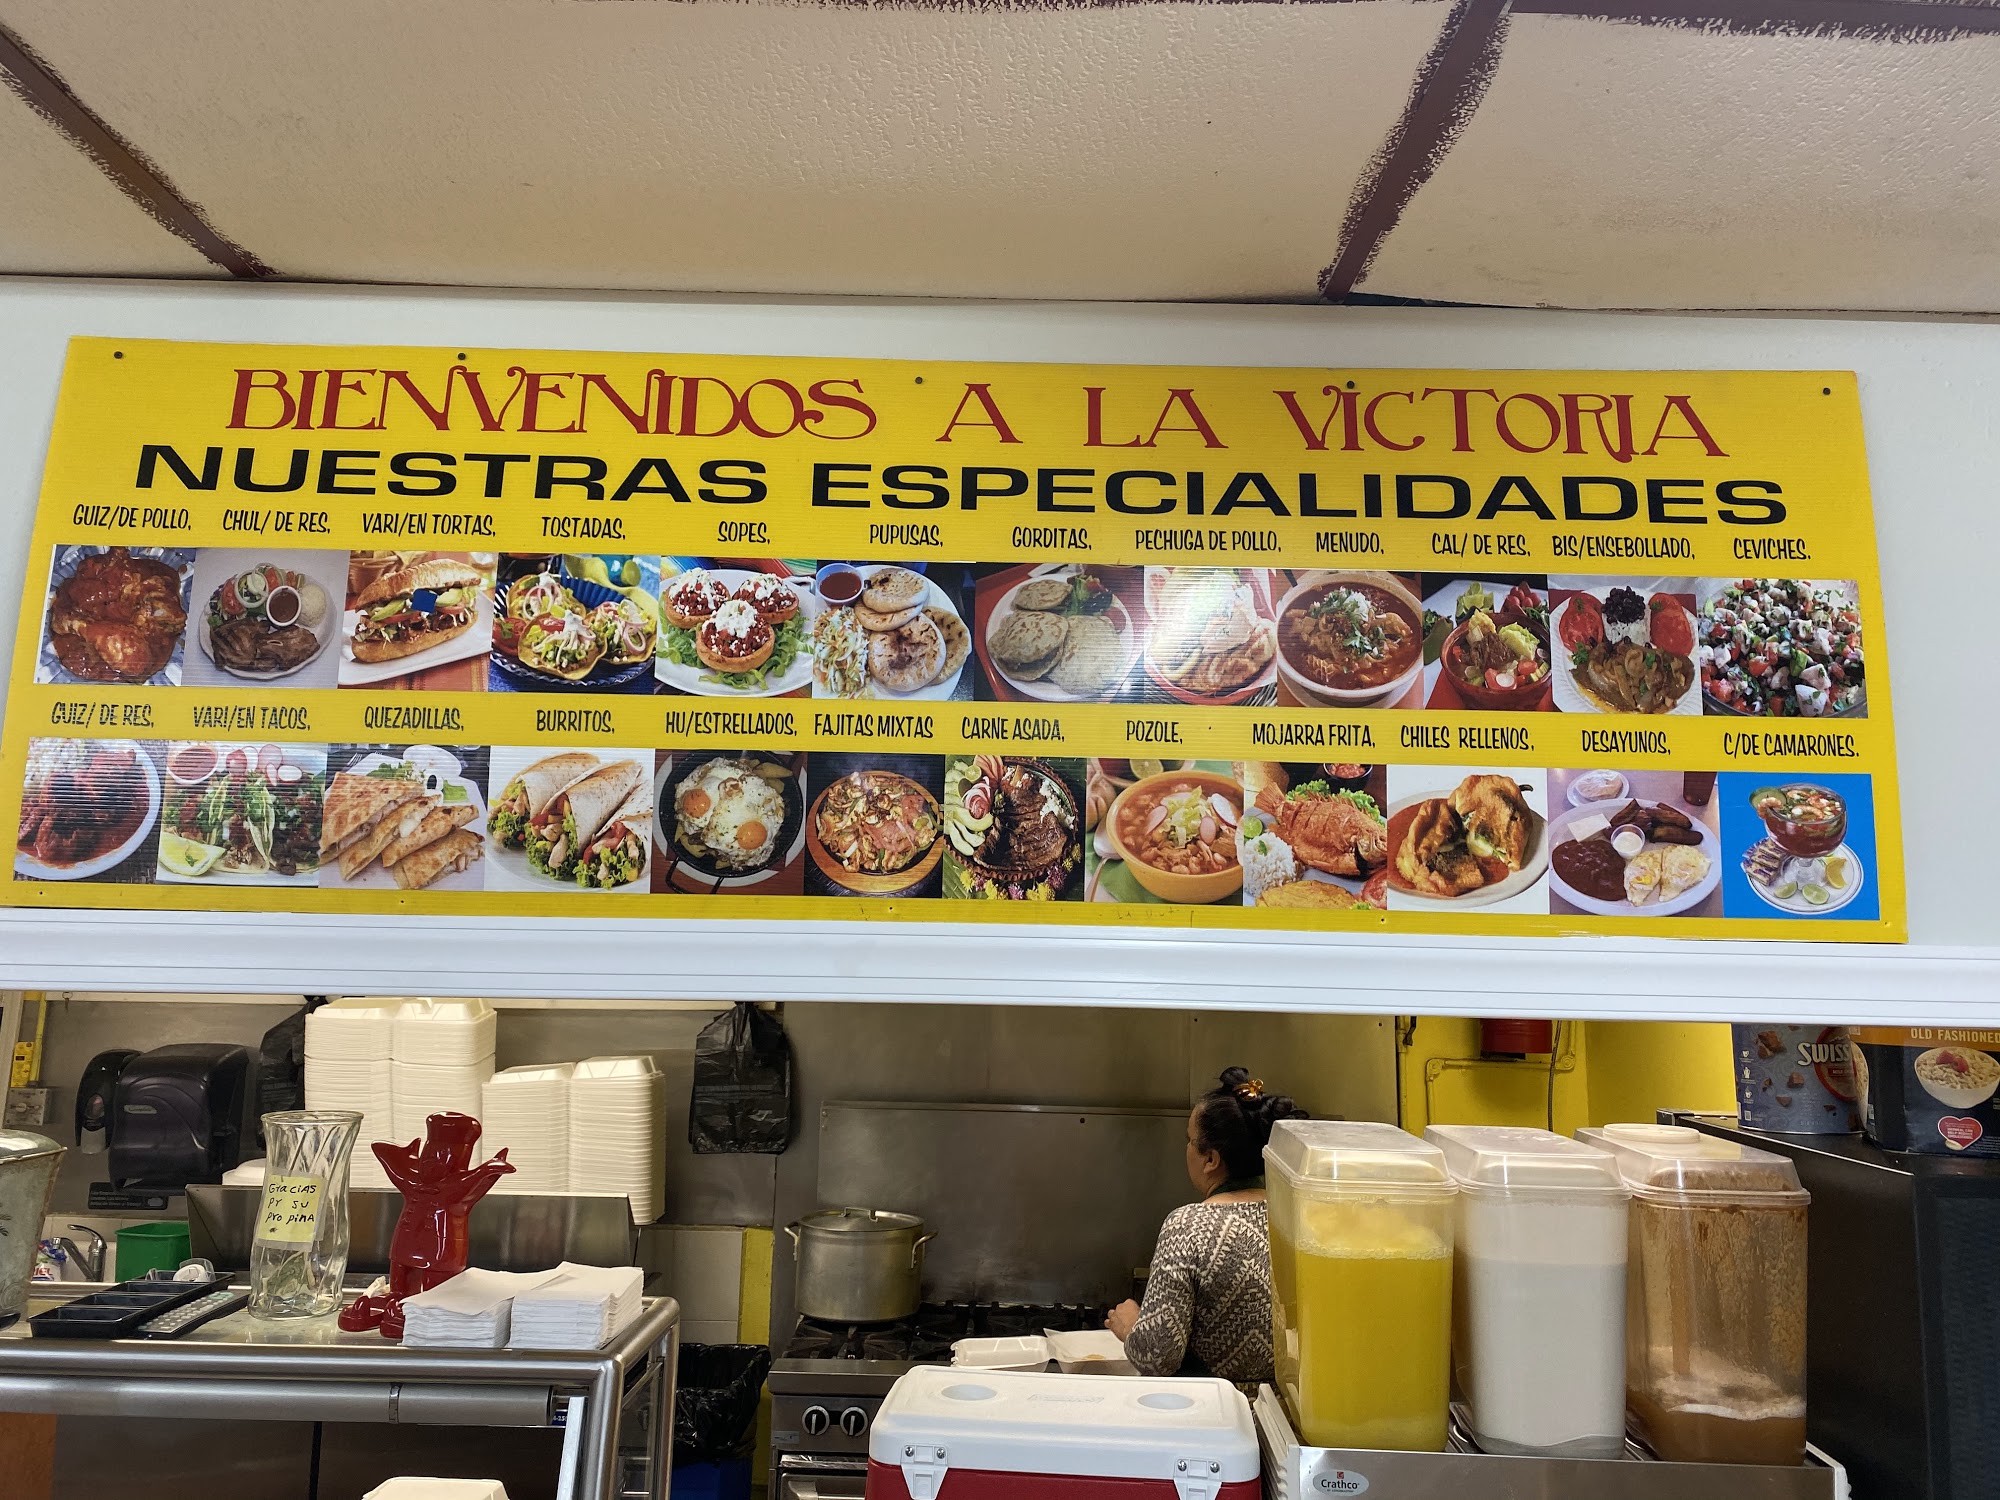 BIENVENIDOS A LA VICTORIA
NUESTRAS ESPECIALIDADES
GUIZ/DE POLLO, CHUL/ DE RES, VARI/EN TORTAS, TOSTADAS, SOPES, PUPUSAS, GORDITAS, PECHUGA DE POLLO, MENUDO, CAL/ DE RES, BIS/ENSEBOLLADO, CEVICHES.
GUIZ/ DE RES, VARI/EN TACOS, QUEZADILLAS, BURRITOS, HU/ESTRELLADOS, FAJITAS MIXTAS CARNE ASADA, POZOLE, MOJARRA FRITA, CHILES RELLENOS, DESAYUNOS, C/DE CAMARONES.
SWISS
OLD FASHIONED
GraciAS
Pr SU
propinA
Crathco